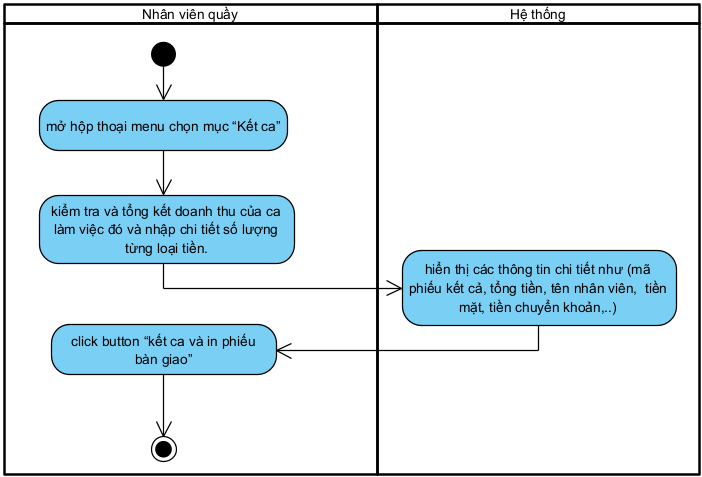 Nhân viên quầy
Hệ thống
mở hộp thoại menu chọn mục “Kết ca”
kiểm tra và tổng kết doanh thu của ca
làm việc đó và nhập chi tiết số lượng
từng loại tiền.
hiển thị các thông tin chi tiết như (mã
phiếu kết cả, tổng tiền, tên nhân viên, tiền
mặt, tiền chuyển khoản,..)
click button “kết ca và in phiếu
bàn giao”